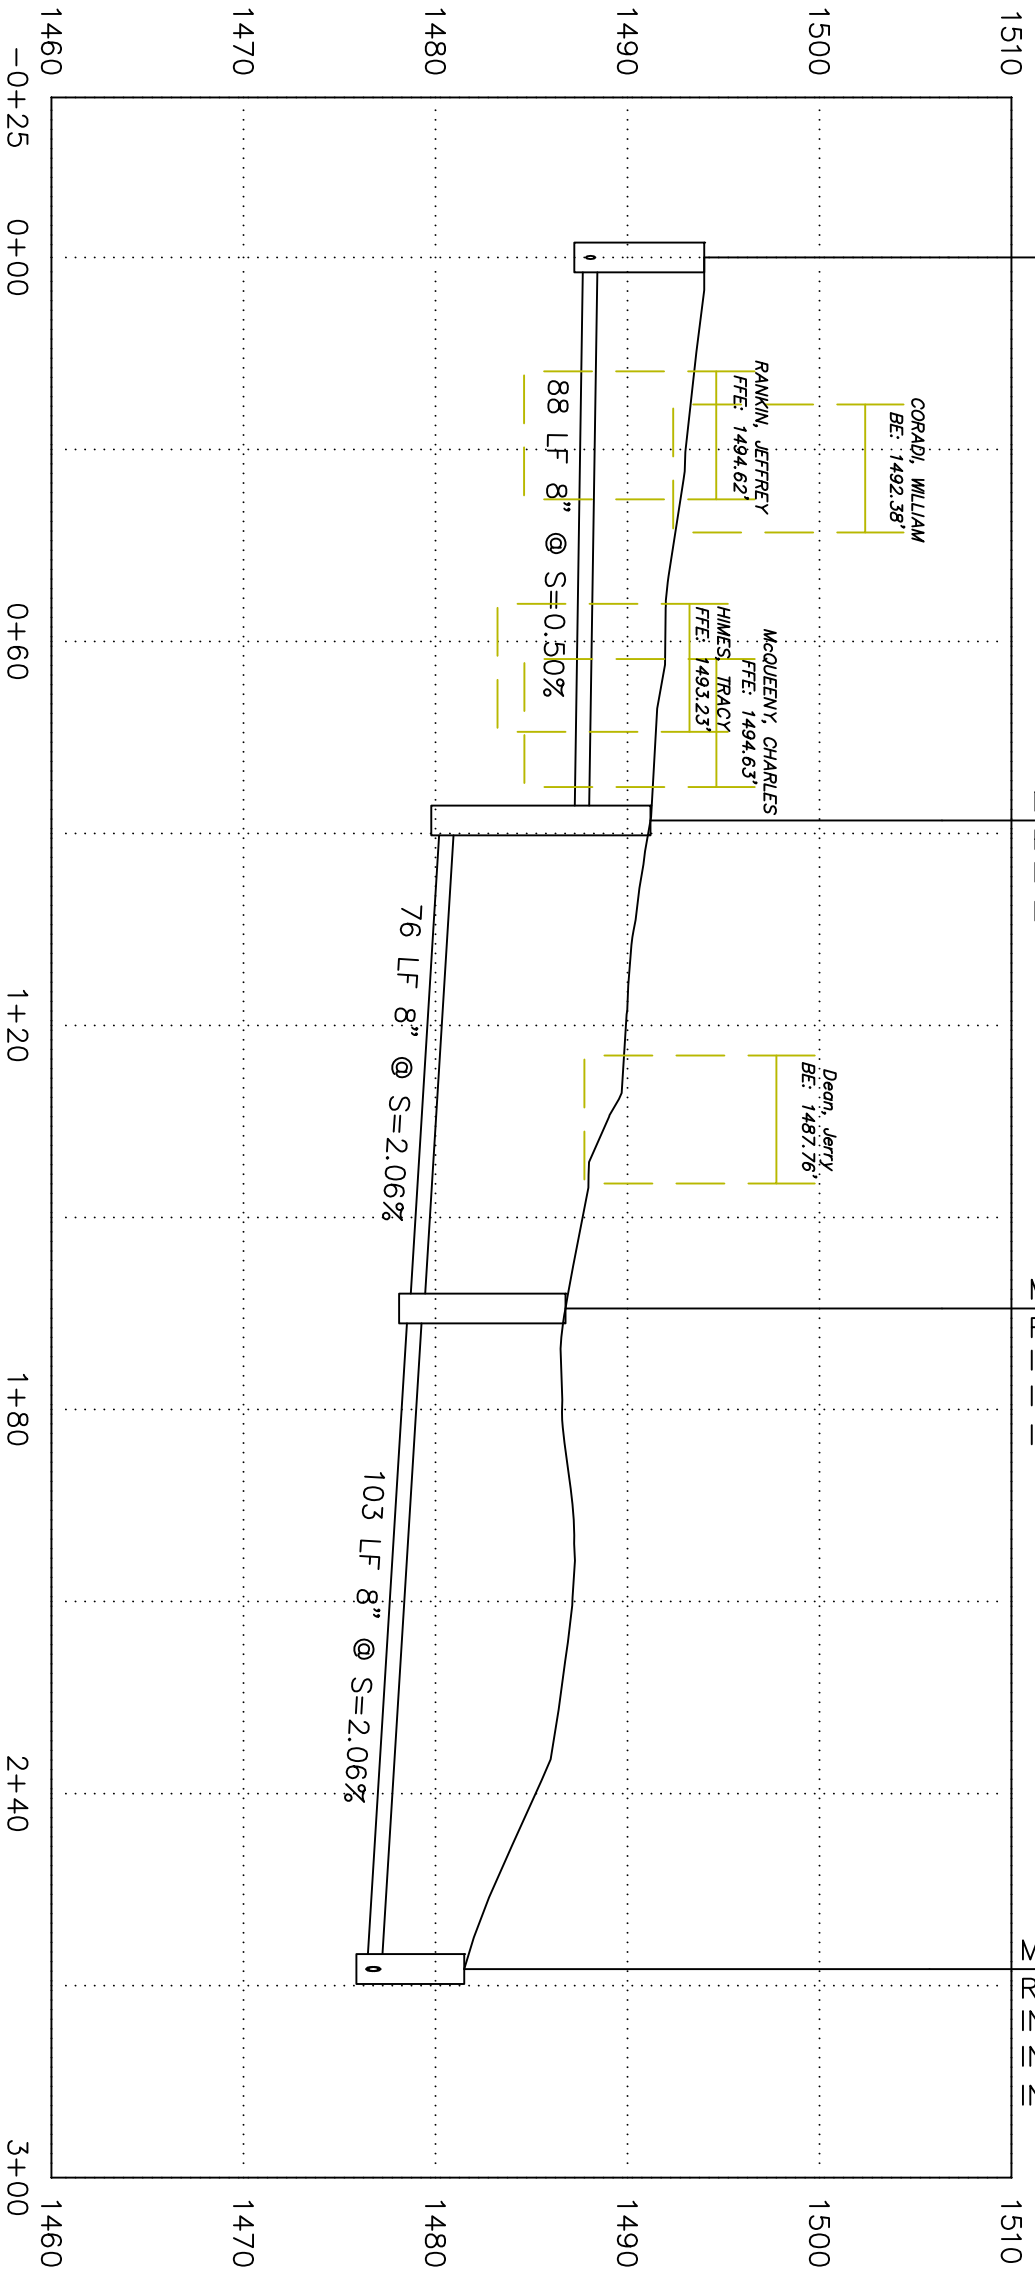 1510
1500
1490
1480
1470
1460
CORADI, WILLIAM
BE: 1492.38'
RANKIN, JEFFREY
FFE: 1494.62'
McQUEENY, CHARLES
FFE: 1494.63'
HIMES, TRACY
FFE: 1493.23'
Dean, Jerry
BE: 1487.76'
88 LF 8" @ S=0.50%
76 LF 8" @ S=2.06%
103 LF 8" @ S=2.06%
1510
1500
1490
1480
1470
1460
-0+25
0+00
0+60
1+20
1+80
2+40
3+00